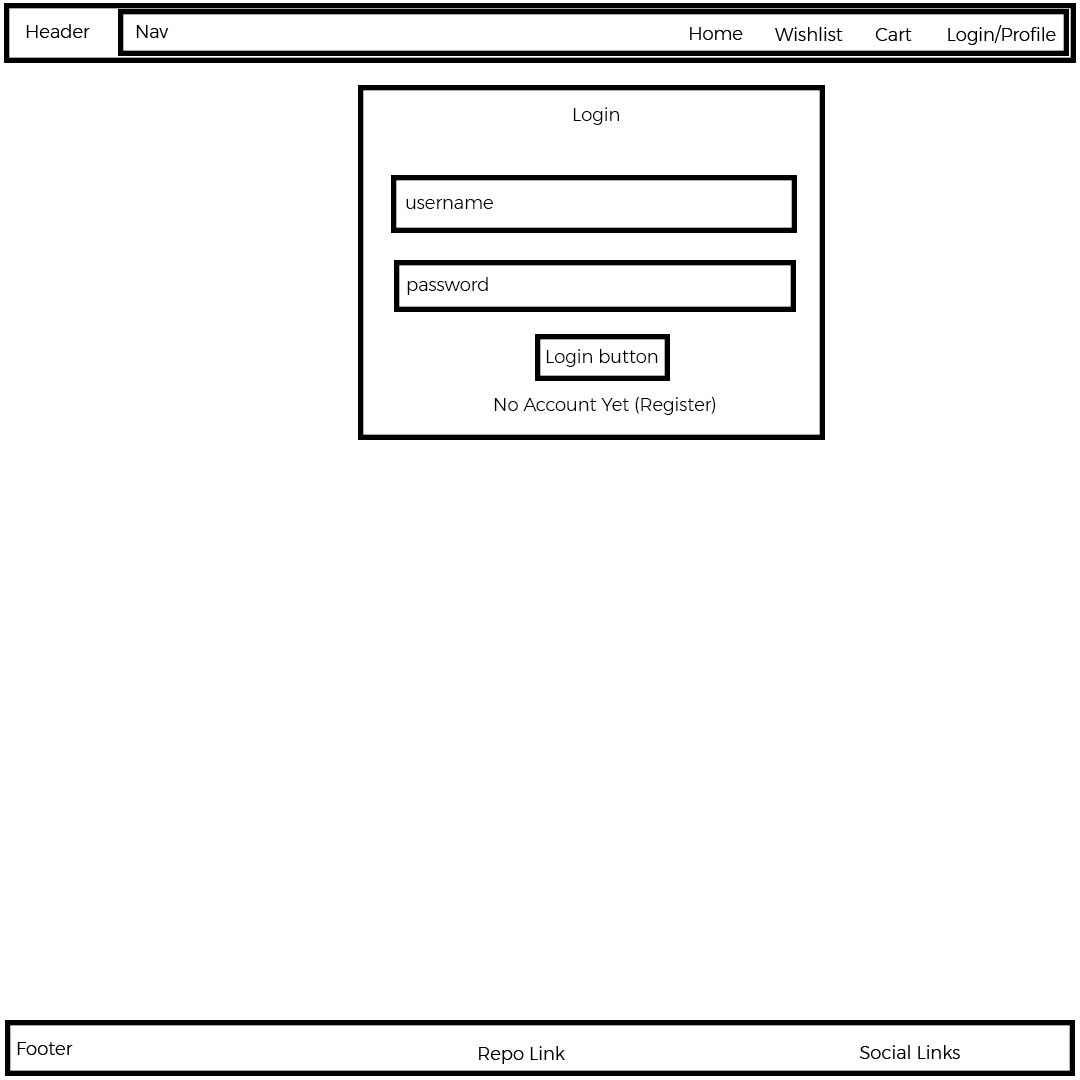 Header
Nav
Home Wishlist Cart Login/Profile
Login
username
password
Login button
No Account Yet (Register)
Footer
Repo Link
Social Links